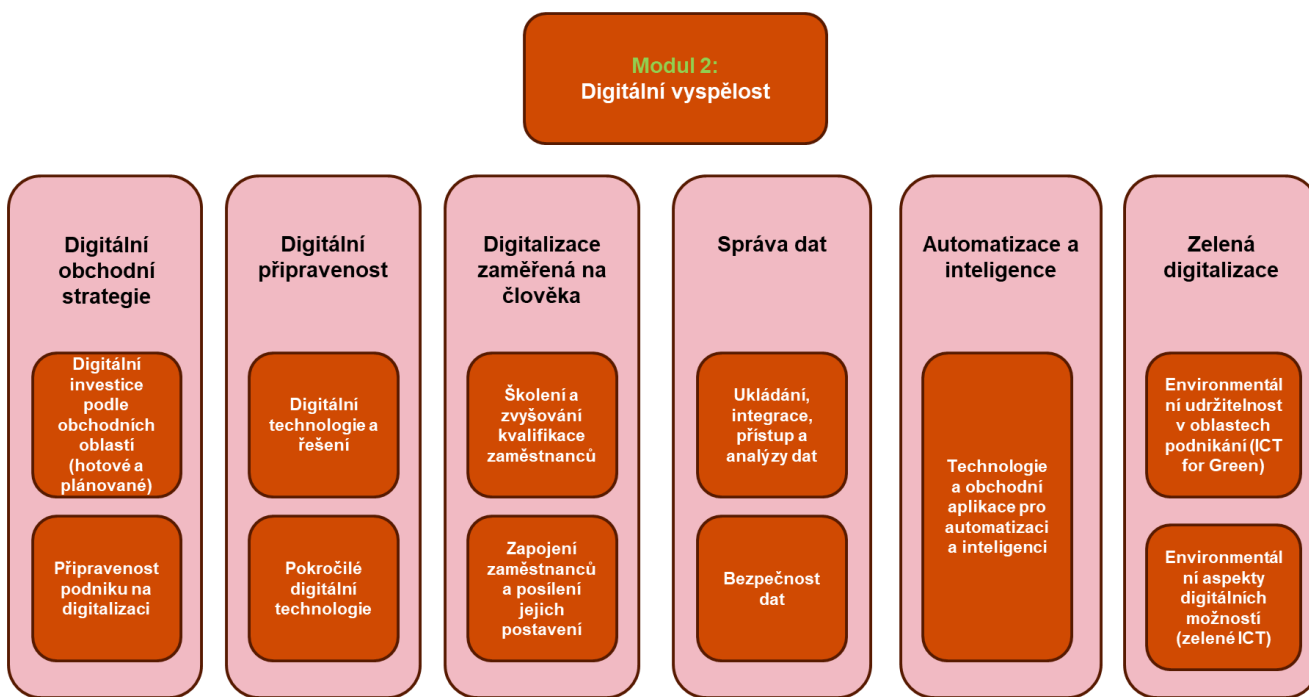 Modul 2:
Digitální vyspělost
Digitální
obchodní
strategie
Digitální
investice
podle
obchodních
oblastí
(hotové a
plánované)
Připravenost
podniku na
digitalizaci
Digitální
připravenost
Digitální
technologie a
řešení
Pokročilé
digitální
technologie
Digitalizace
zaměřená na
člověka
Školení a
zvyšování
kvalifikace
zaměstnanců
Zapojení
zaměstnanců
a posílení
jejich
postavení
Správa dat
Ukládání,
integrace,
přístup a
analýzy dat
Bezpečnost
dat
Automatizace a
inteligence
Technologie
a obchodní
aplikace pro
automatizaci
a inteligenci
Zelená
digitalizace
Environmentál
ní udržitelnost
v oblastech
podnikání (ICT
for Green)
Environmentál
ní aspekty
digitálních
možností
(zelené ICT)